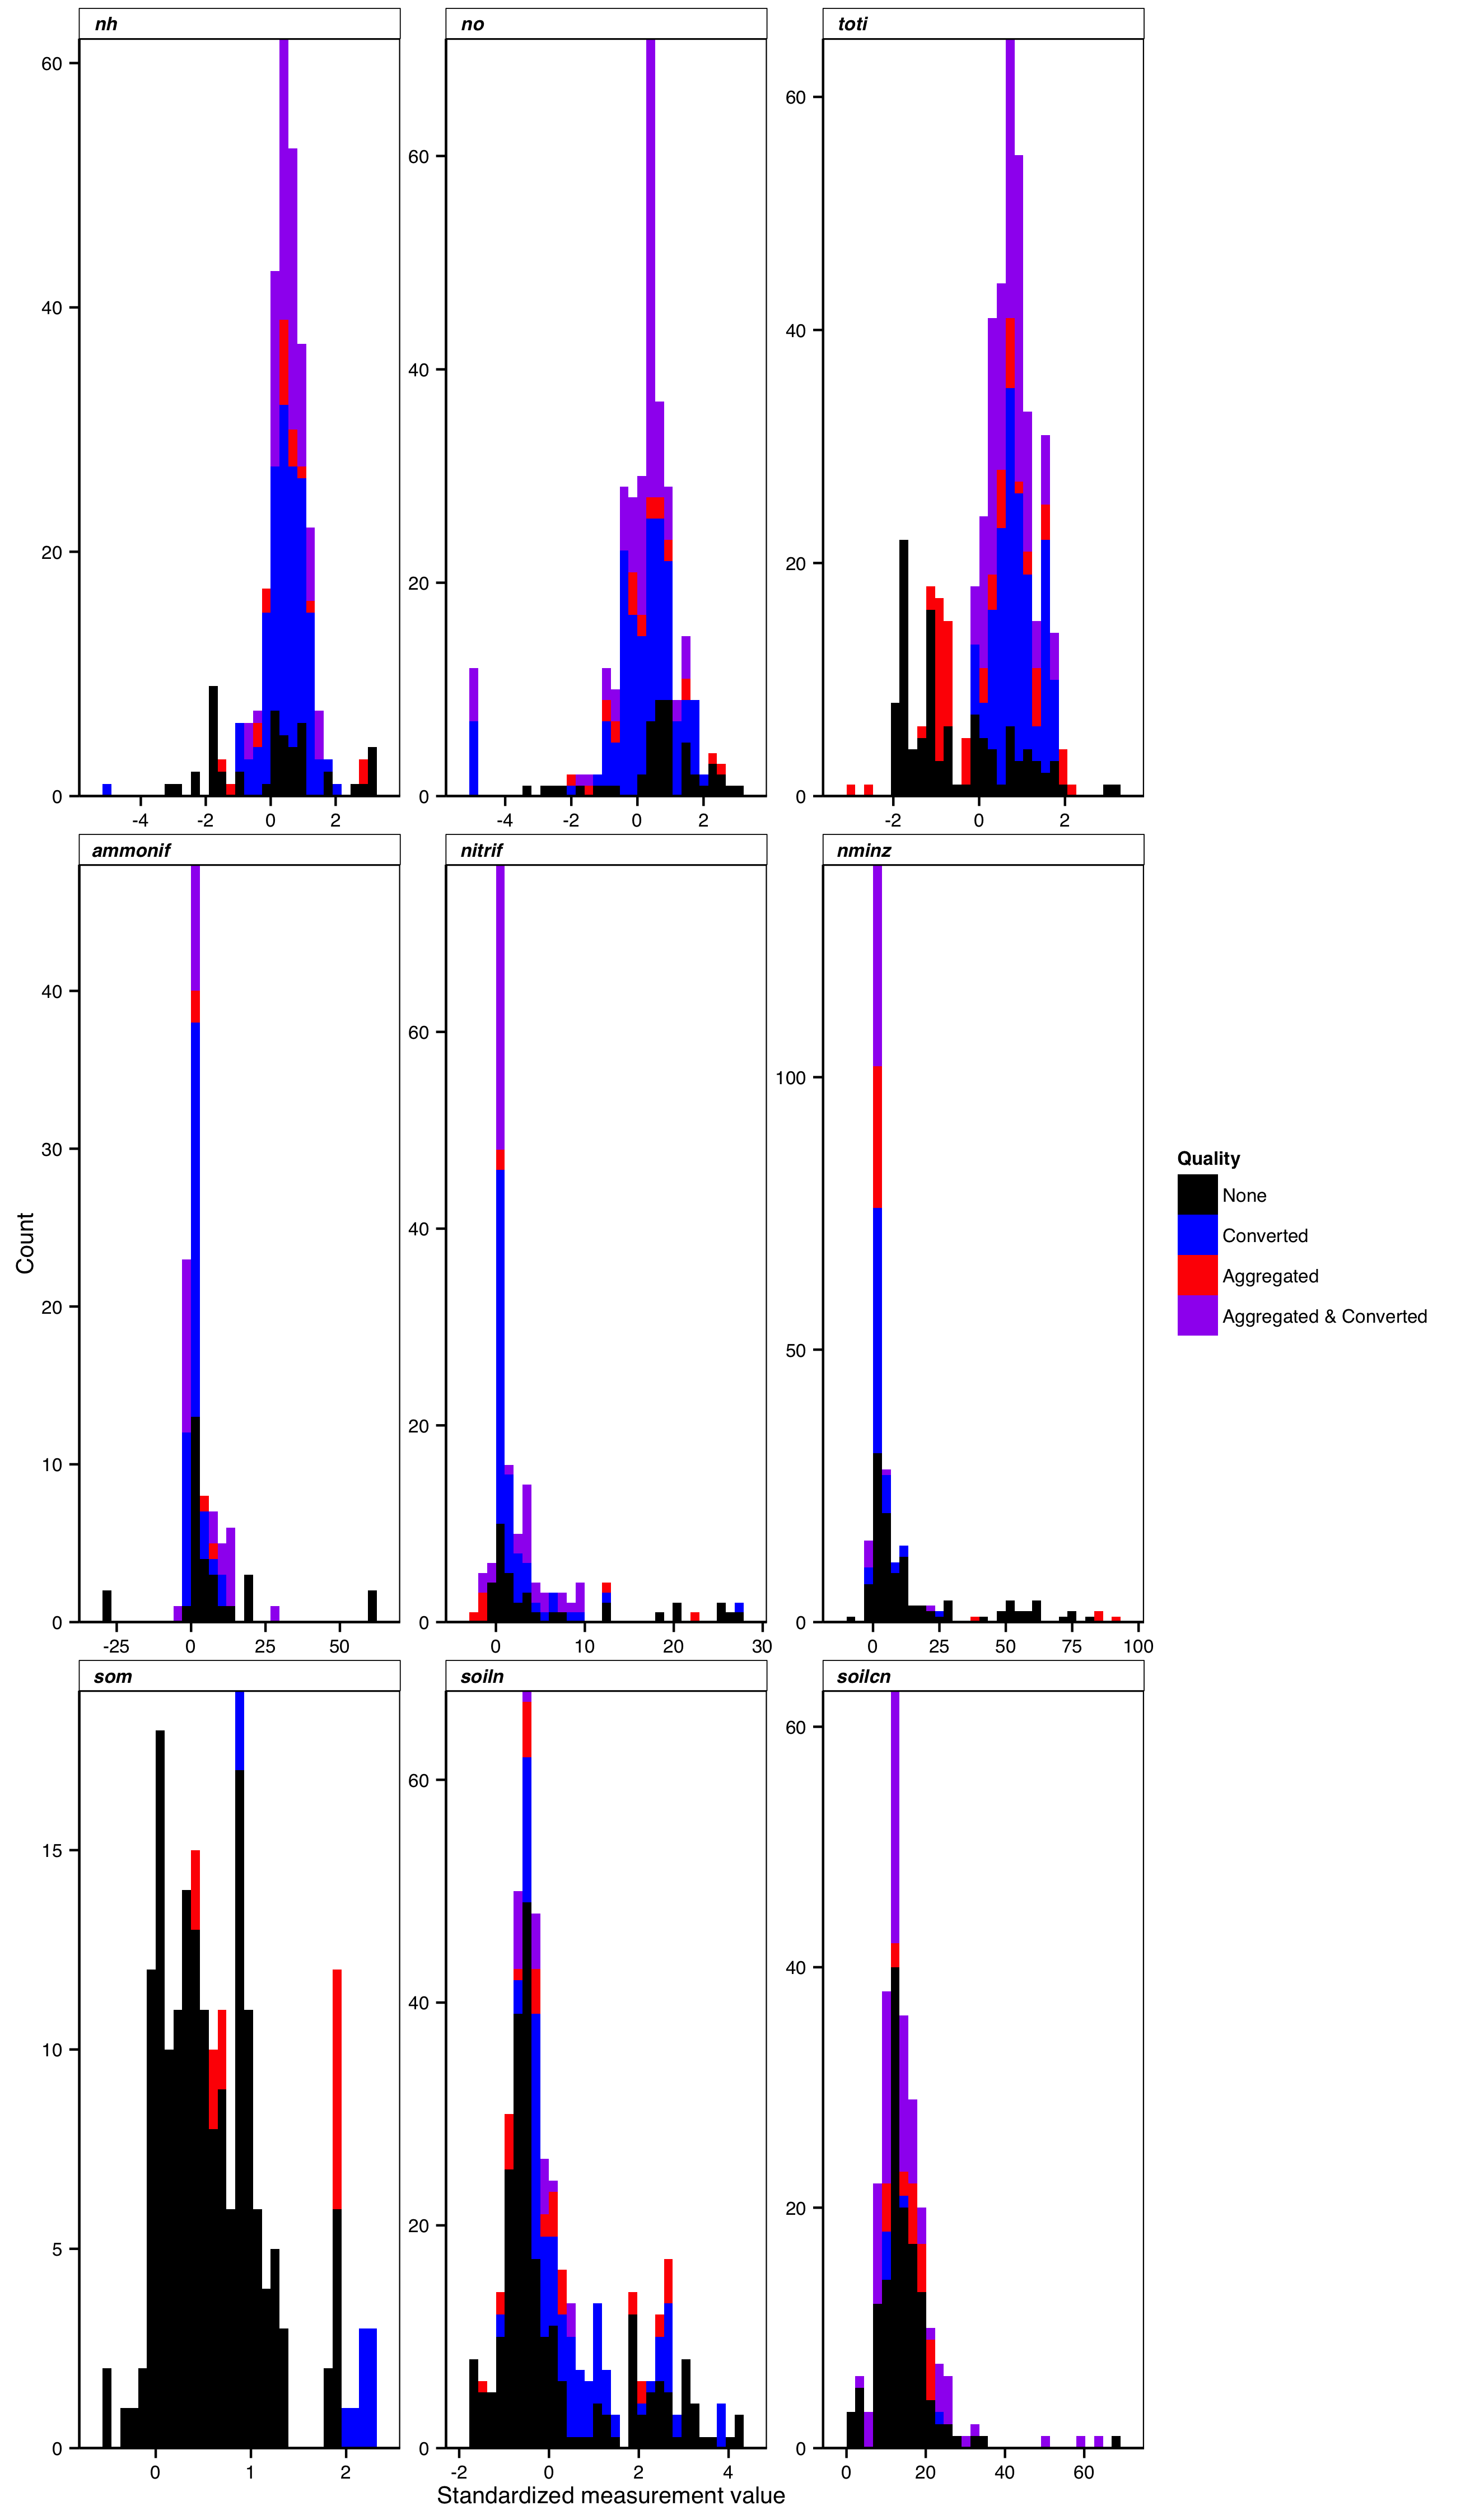 nh no toti
60
40
20
0
-4 -2 0 2
60
40
20
0
-4 -2 0 2
60
40
20
0
-2 0 2
ammonif nitrif nminz
40
30
20
10
0
-25 0 25 50
60
40
20
0
0 10 20 30
100
50
0
0 25 50 75 100
som soiln soilcn
15
10
5
0
0 1 2
60
40
20
0
-2 0 2 4
60
40
20
0
0 20 40 60
Count
Standardized measurement value
Quality
None
Converted
Aggregated
Aggregated & Converted